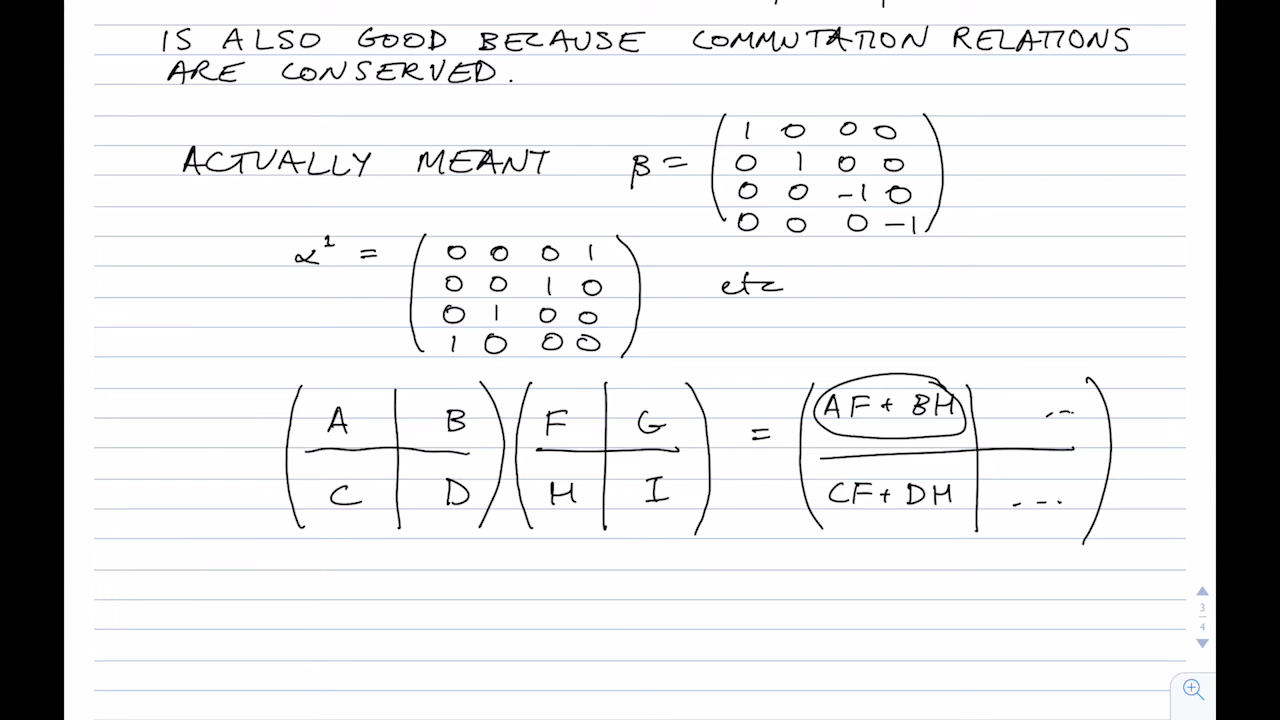 IS ALSO GOOD BECAUSE COMMUTATION RELATIONS
ARE CONSERVED.
ACTUALLY MEANT β = ( 1 0 0 0
0 1 0 0
0 0 -1 0
0 0 0 -1 )
α¹ = ( 0 0 0 1
0 0 1 0
0 1 0 0
1 0 0 0 ) etc
( A | B ) ( F | G ) = ( AF + BH | ... )
( C | D ) ( H | I ) ( CF + DH | ... )
3
4